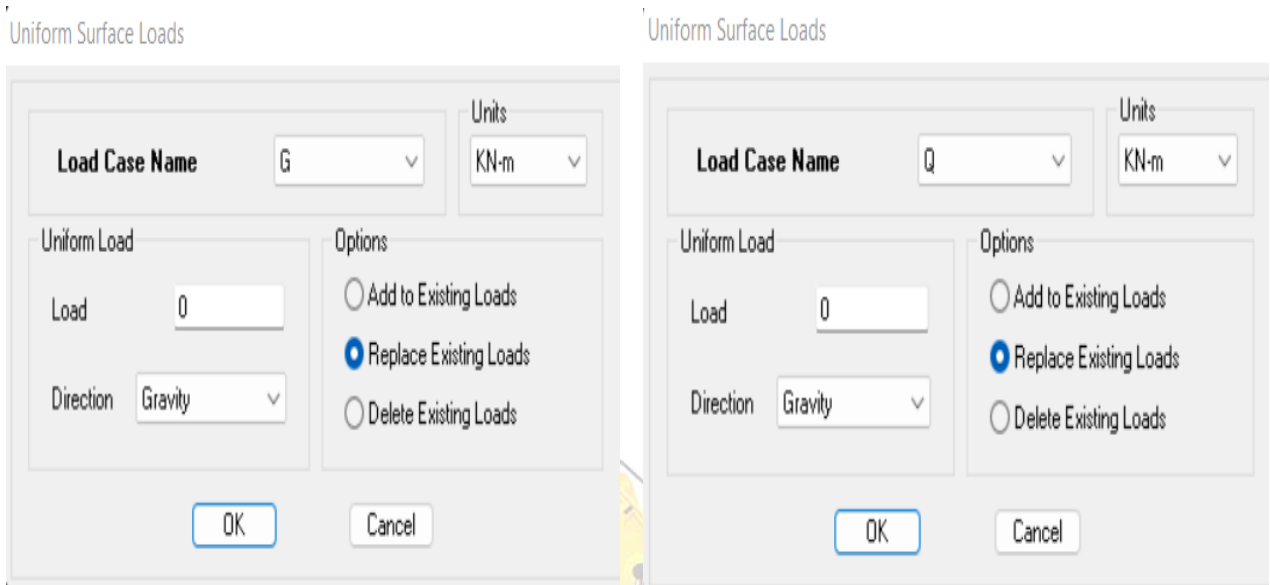 Uniform Surface Loads
Units
Load Case Name G KN-m
Uniform Load Options
Add to Existing Loads
Load 0
Replace Existing Loads
Direction Gravity
Delete Existing Loads
OK Cancel
Uniform Surface Loads
Units
Load Case Name Q KN-m
Uniform Load Options
Add to Existing Loads
Load 0
Replace Existing Loads
Direction Gravity
Delete Existing Loads
OK Cancel